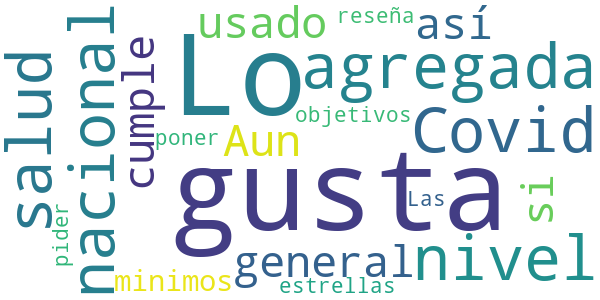 usado
reseña
así
Lo
agregada
salud
nacional
cumple
objetivos
Covid
poner
Aun
gusta
si
Las
pider
general
nivel
minimos
estrellas